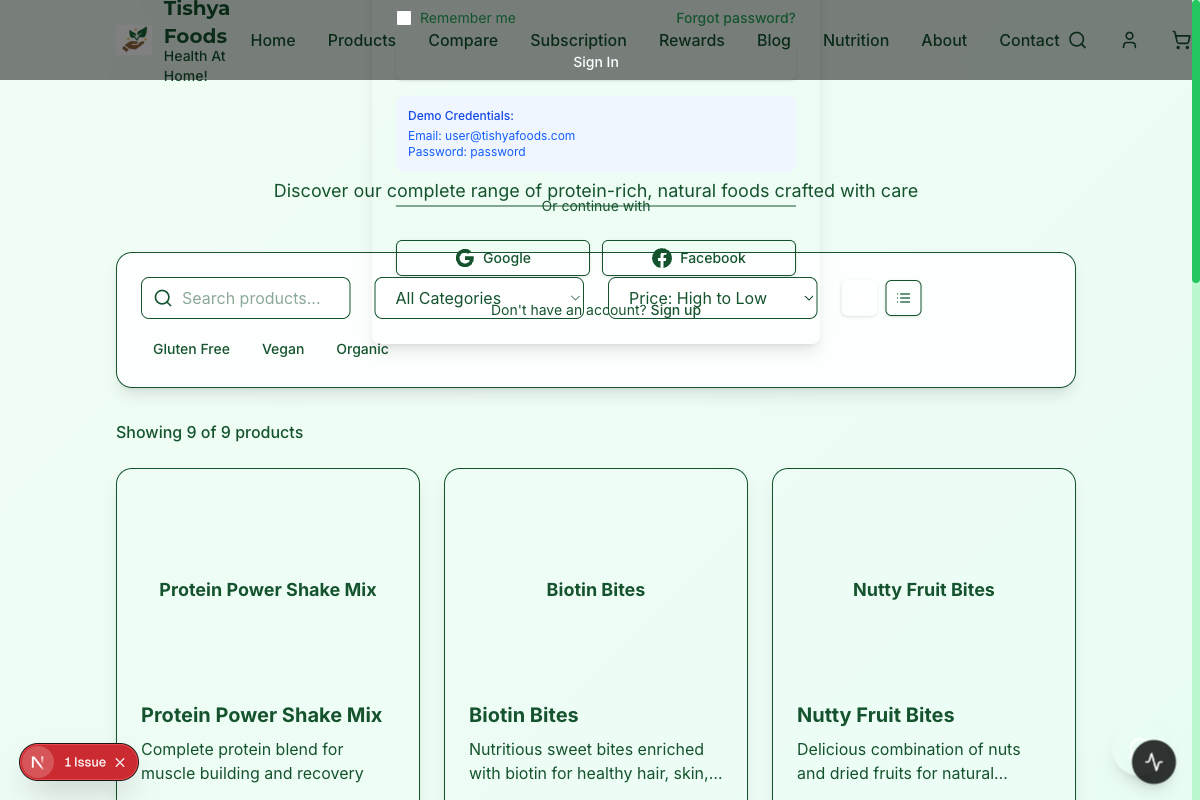 Tishya
Foods
Health At
Home!
Home
Products
Compare
Subscription
Rewards
Blog
Nutrition
About
Contact
Remember me
Forgot password?
Sign In
Demo Credentials:
Email: user@tishyafoods.com
Password: password
Discover our complete range of protein-rich, natural foods crafted with care
Or continue with
Google
Facebook
Search products...
All Categories
Price: High to Low
Don't have an account? Sign up
Gluten Free
Vegan
Organic
Showing 9 of 9 products
Protein Power Shake Mix
Biotin Bites
Nutty Fruit Bites
Protein Power Shake Mix
Complete protein blend for
muscle building and recovery
Biotin Bites
Nutritious sweet bites enriched
with biotin for healthy hair, skin,...
Nutty Fruit Bites
Delicious combination of nuts
and dried fruits for natural...
N
1 Issue